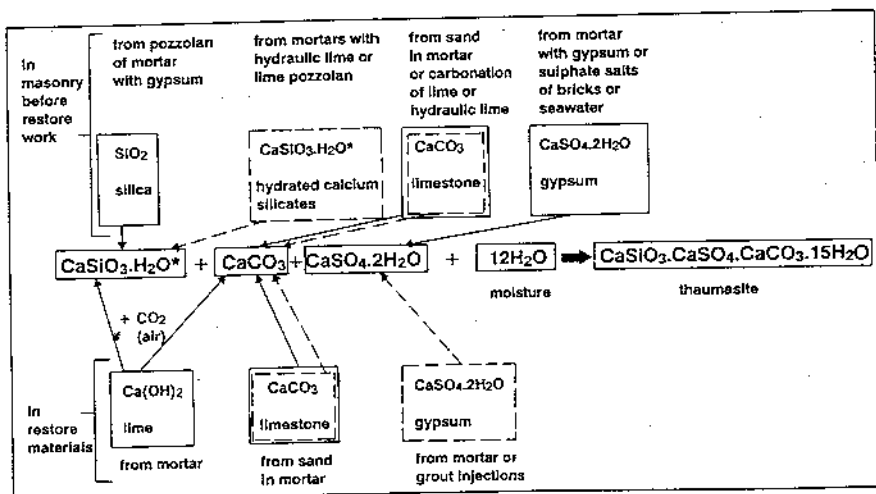 In
masonry
before
restore
work
from pozzolan
of mortar
with gypsum
from mortars with
hydraulic lime or
lime pozzolan
from sand
in mortar
or carbonation
of lime or
hydraulic lime
from mortar
with gypsum or
sulphate salts
of bricks or
seawater
SiO2
silica
CaSiO3.H2O*
hydrated calcium
silicates
CaCO3
limestone
CaSO4.2H2O
gypsum
CaSiO3.H2O* + CaCO3 + CaSO4.2H2O + 12H2O CaSiO3.CaSO4.CaCO3.15H2O
moisture
thaumasite
+ CO2
(air)
In
restore
materials
Ca(OH)2
lime
from mortar
CaCO3
limestone
from sand
in mortar
CaSO4.2H2O
gypsum
from mortar or
grout injections